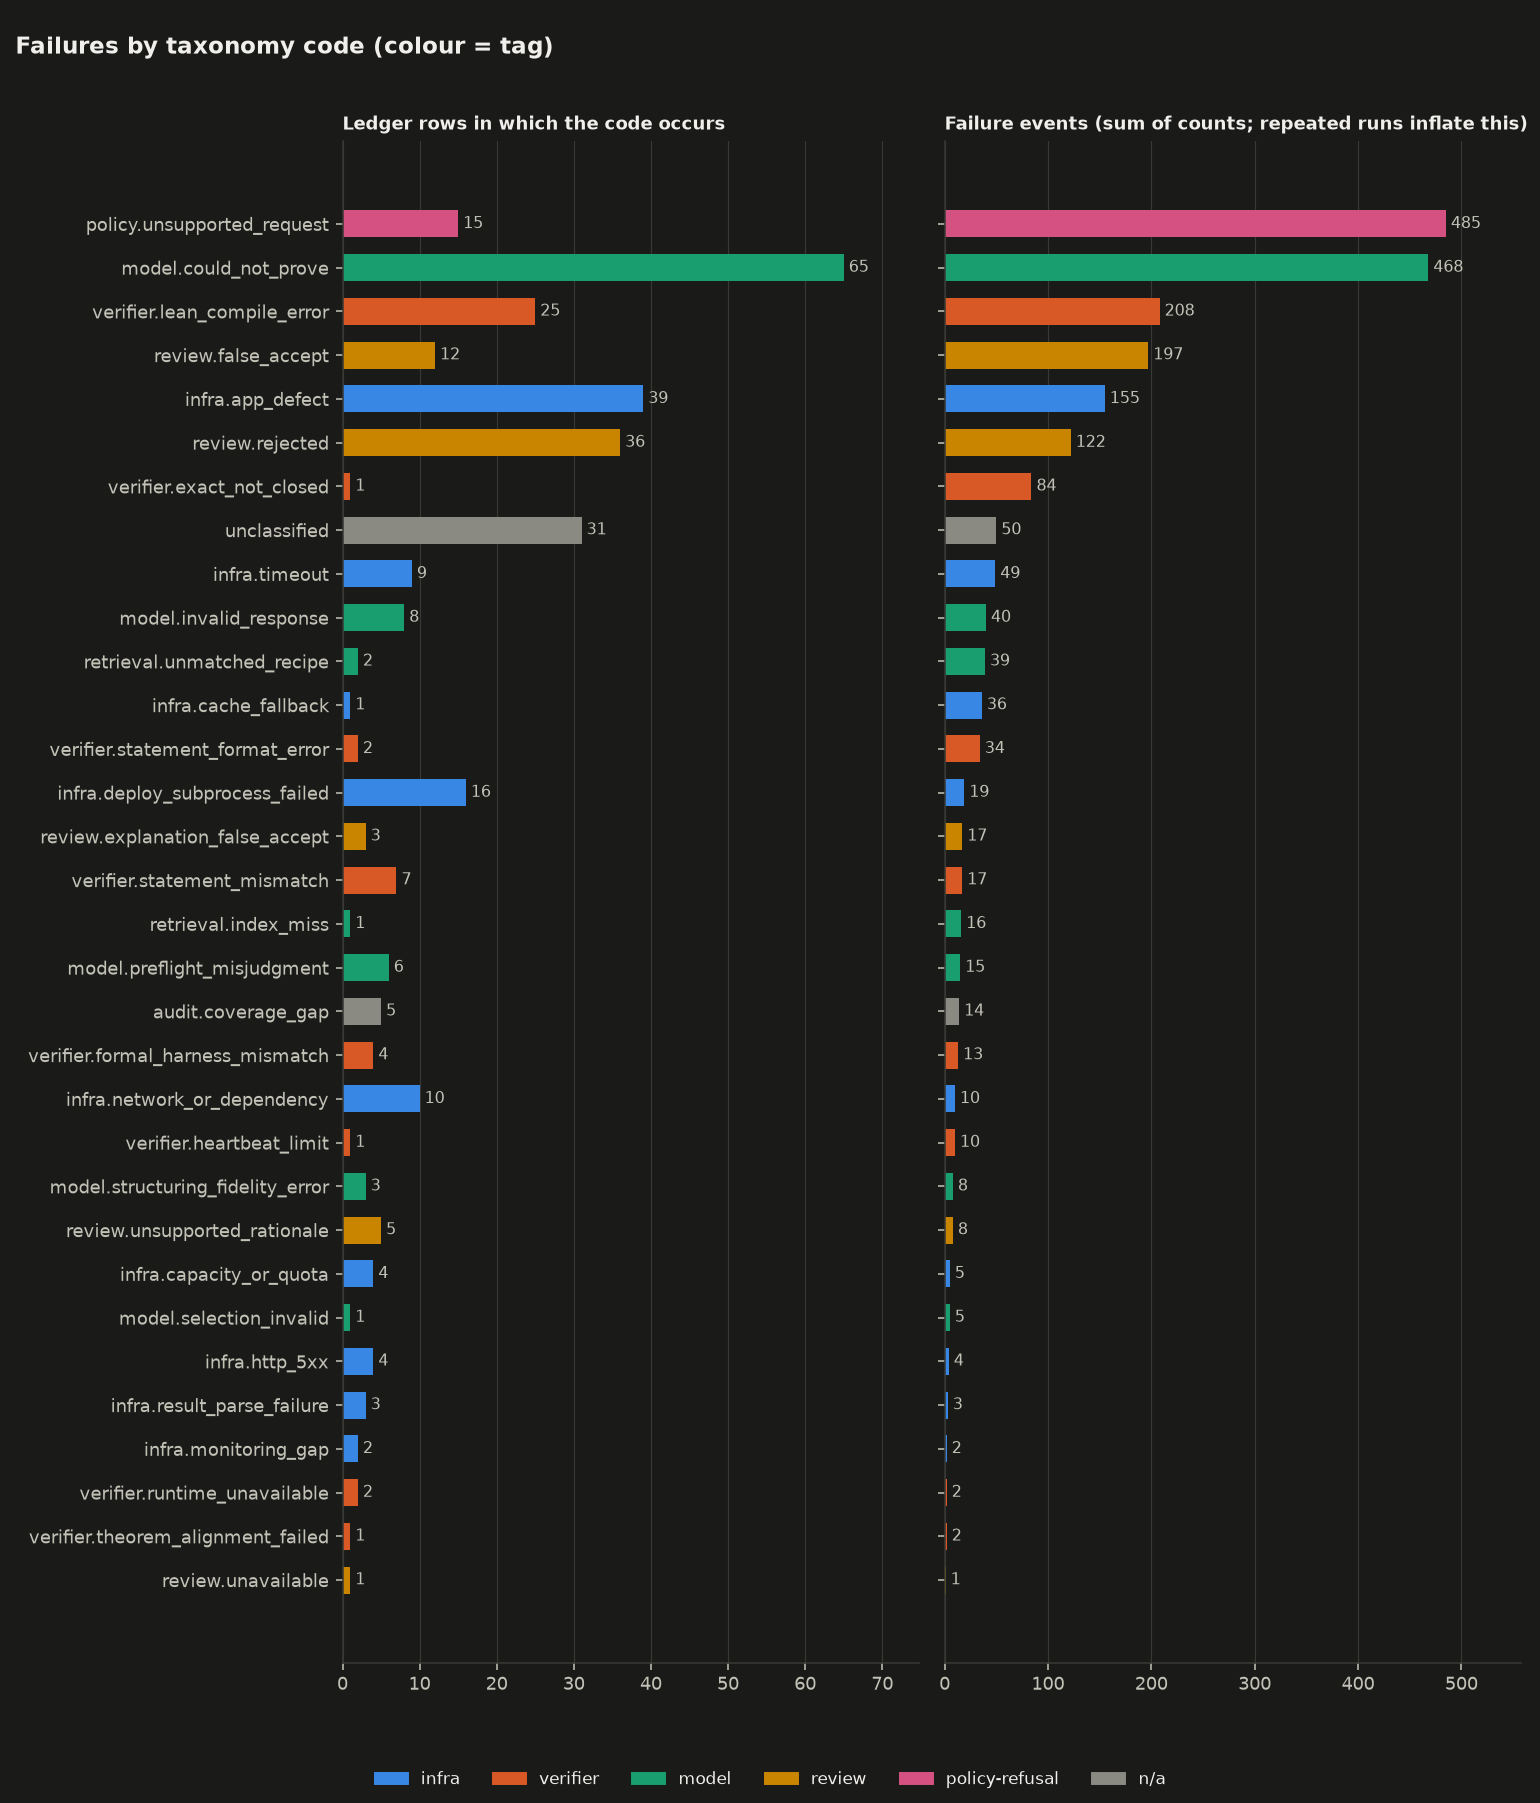 Failures by taxonomy code (colour = tag)
Ledger rows in which the code occurs
Failure events (sum of counts; repeated runs inflate this)
policy.unsupported_request 15 485
model.could_not_prove 65 468
verifier.lean_compile_error 25 208
review.false_accept 12 197
infra.app_defect 39 155
review.rejected 36 122
verifier.exact_not_closed 1 84
unclassified 31 50
infra.timeout 9 49
model.invalid_response 8 40
retrieval.unmatched_recipe 2 39
infra.cache_fallback 1 36
verifier.statement_format_error 2 34
infra.deploy_subprocess_failed 16 19
review.explanation_false_accept 3 17
verifier.statement_mismatch 7 17
retrieval.index_miss 1 16
model.preflight_misjudgment 6 15
audit.coverage_gap 5 14
verifier.formal_harness_mismatch 4 13
infra.network_or_dependency 10 10
verifier.heartbeat_limit 1 10
model.structuring_fidelity_error 3 8
review.unsupported_rationale 5 8
infra.capacity_or_quota 4 5
model.selection_invalid 1 5
infra.http_5xx 4 4
infra.result_parse_failure 3 3
infra.monitoring_gap 2 2
verifier.runtime_unavailable 2 2
verifier.theorem_alignment_failed 1 2
review.unavailable 1 1
0 10 20 30 40 50 60 70
0 100 200 300 400 500
infra verifier model review policy-refusal n/a